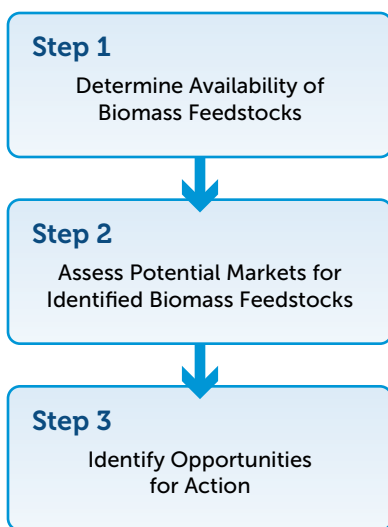 Step 1
Determine Availability of
Biomass Feedstocks
Step 2
Assess Potential Markets for
Identified Biomass Feedstocks
Step 3
Identify Opportunities
for Action